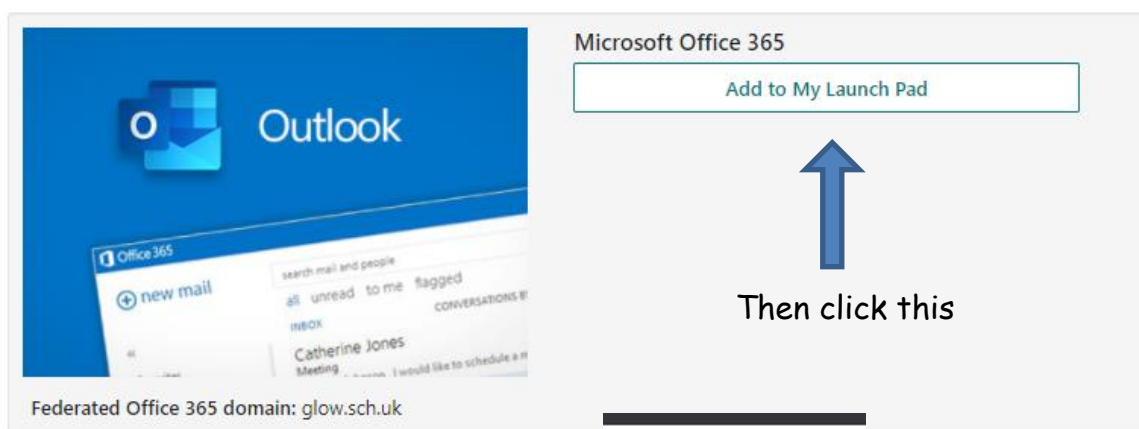 Microsoft Office 365
Add to My Launch Pad
Outlook
Office 365
new mail
search mail and people
all unread to me flagged
INBOX
CONVERSATIONS
Catherine Jones
Meeting
I would like to schedule a
Then click this
Federated Office 365 domain: glow.sch.uk